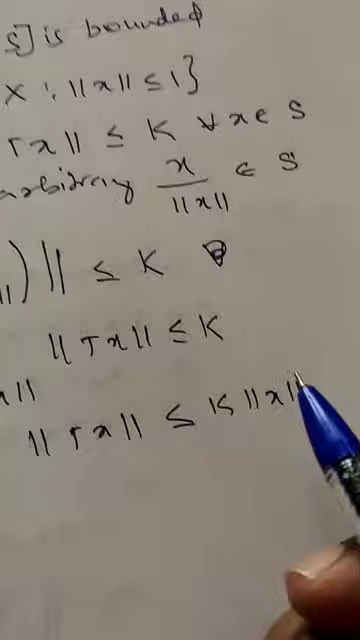 S] is bounded
X : ||x|| ≤ 1}
Tx|| ≤ K ∀ x ∈ S
arbitrary x/||x|| ∈ S
)|| ≤ K
||Tx|| ≤ K
x||
||Tx|| ≤ K ||x||